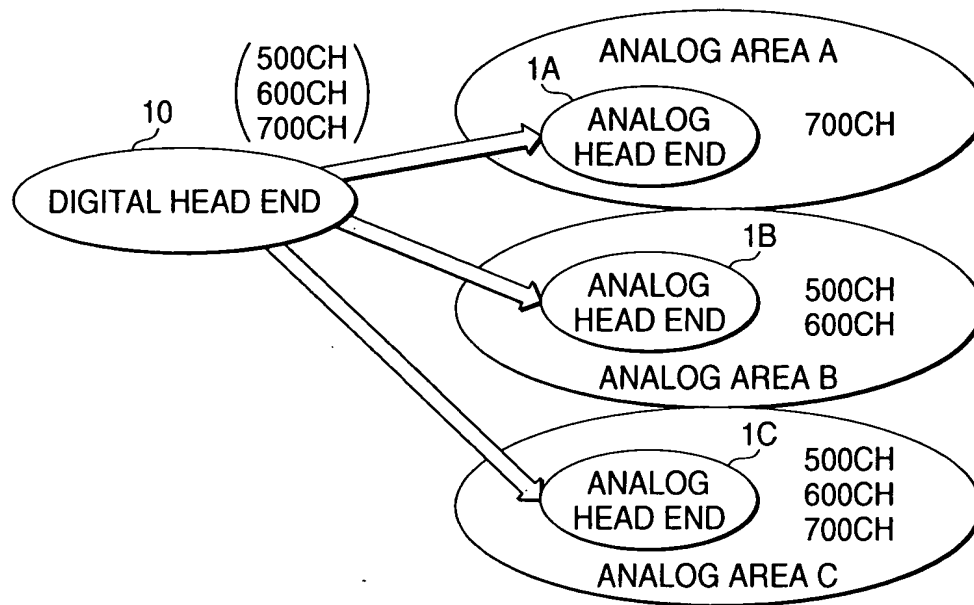 10
DIGITAL HEAD END
500CH
600CH
700CH
ANALOG AREA A
1A
ANALOG
HEAD END
700CH
1B
ANALOG
HEAD END
500CH
600CH
ANALOG AREA B
1C
ANALOG
HEAD END
500CH
600CH
700CH
ANALOG AREA C